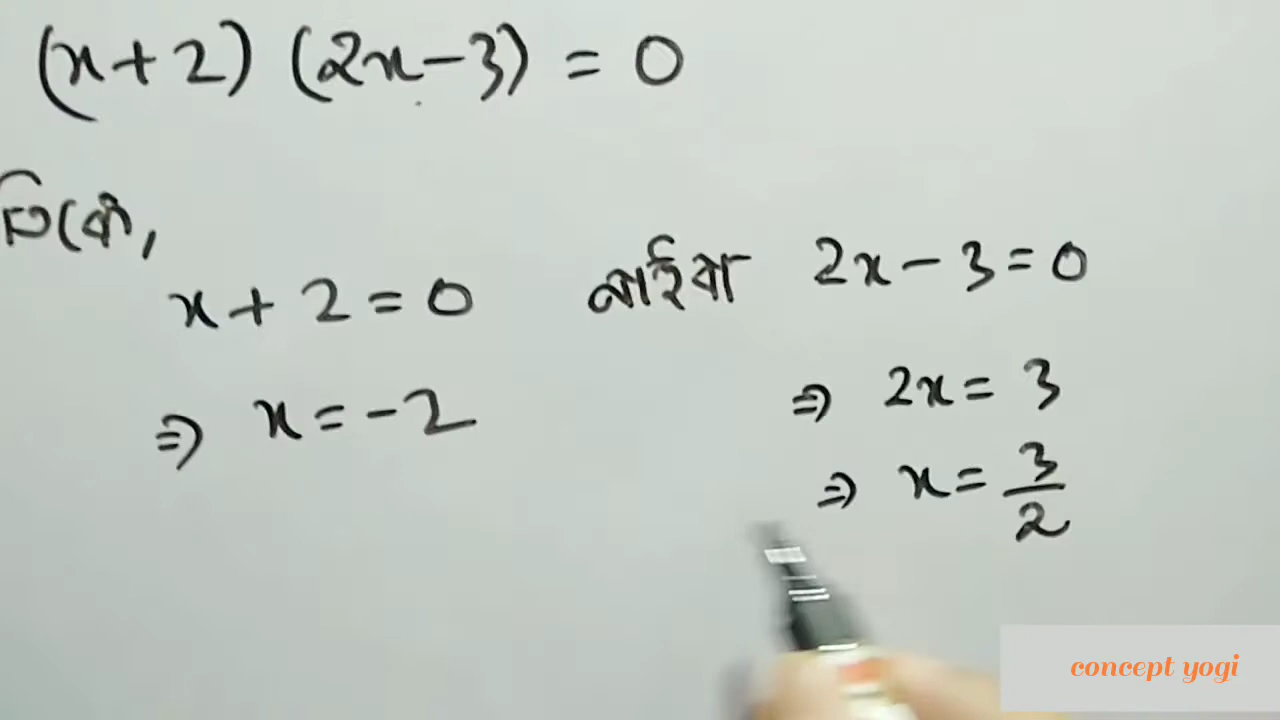 (x+2) (2x-3) = 0
x + 2 = 0 নাইবা 2x - 3 = 0
⇒ x = -2
⇒ 2x = 3
⇒ x = 3/2
concept yogi